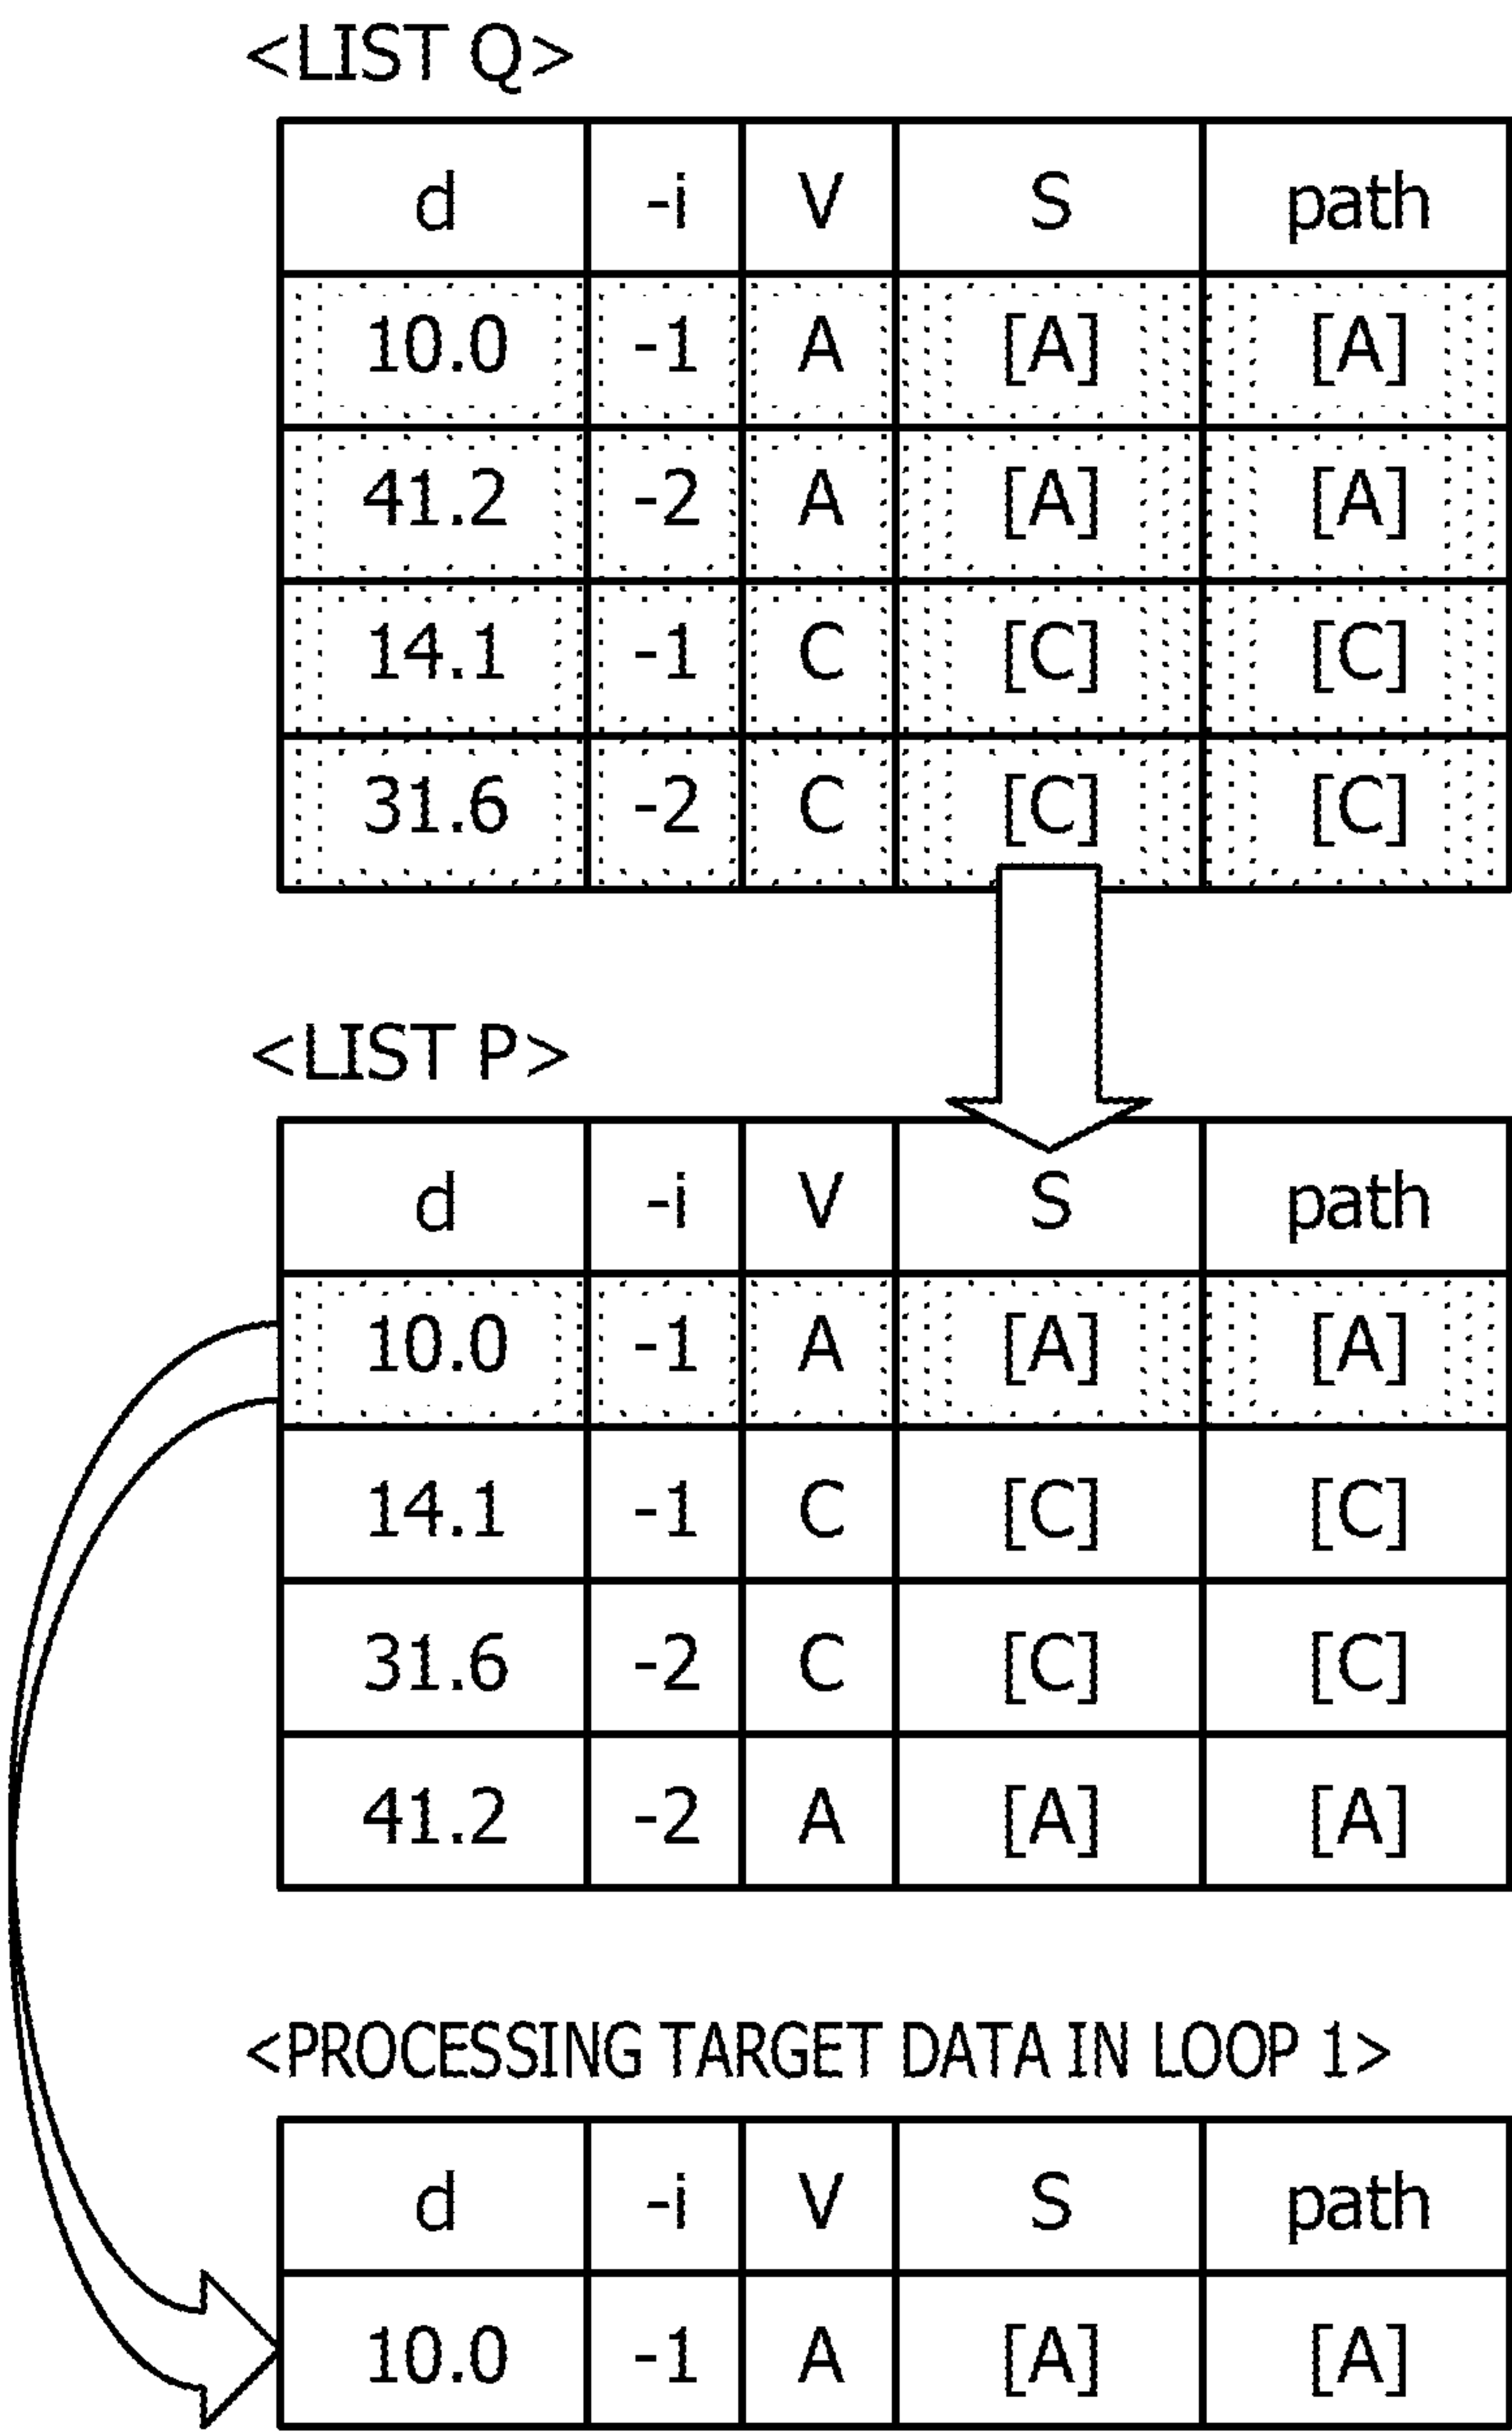 <LIST Q>
d -i V S path
10.0 -1 A [A] [A]
41.2 -2 A [A] [A]
14.1 -1 C [C] [C]
31.6 -2 C [C] [C]
<LIST P>
d -i V S path
10.0 -1 A [A] [A]
14.1 -1 C [C] [C]
31.6 -2 C [C] [C]
41.2 -2 A [A] [A]
<PROCESSING TARGET DATA IN LOOP 1>
d -i V S path
10.0 -1 A [A] [A]